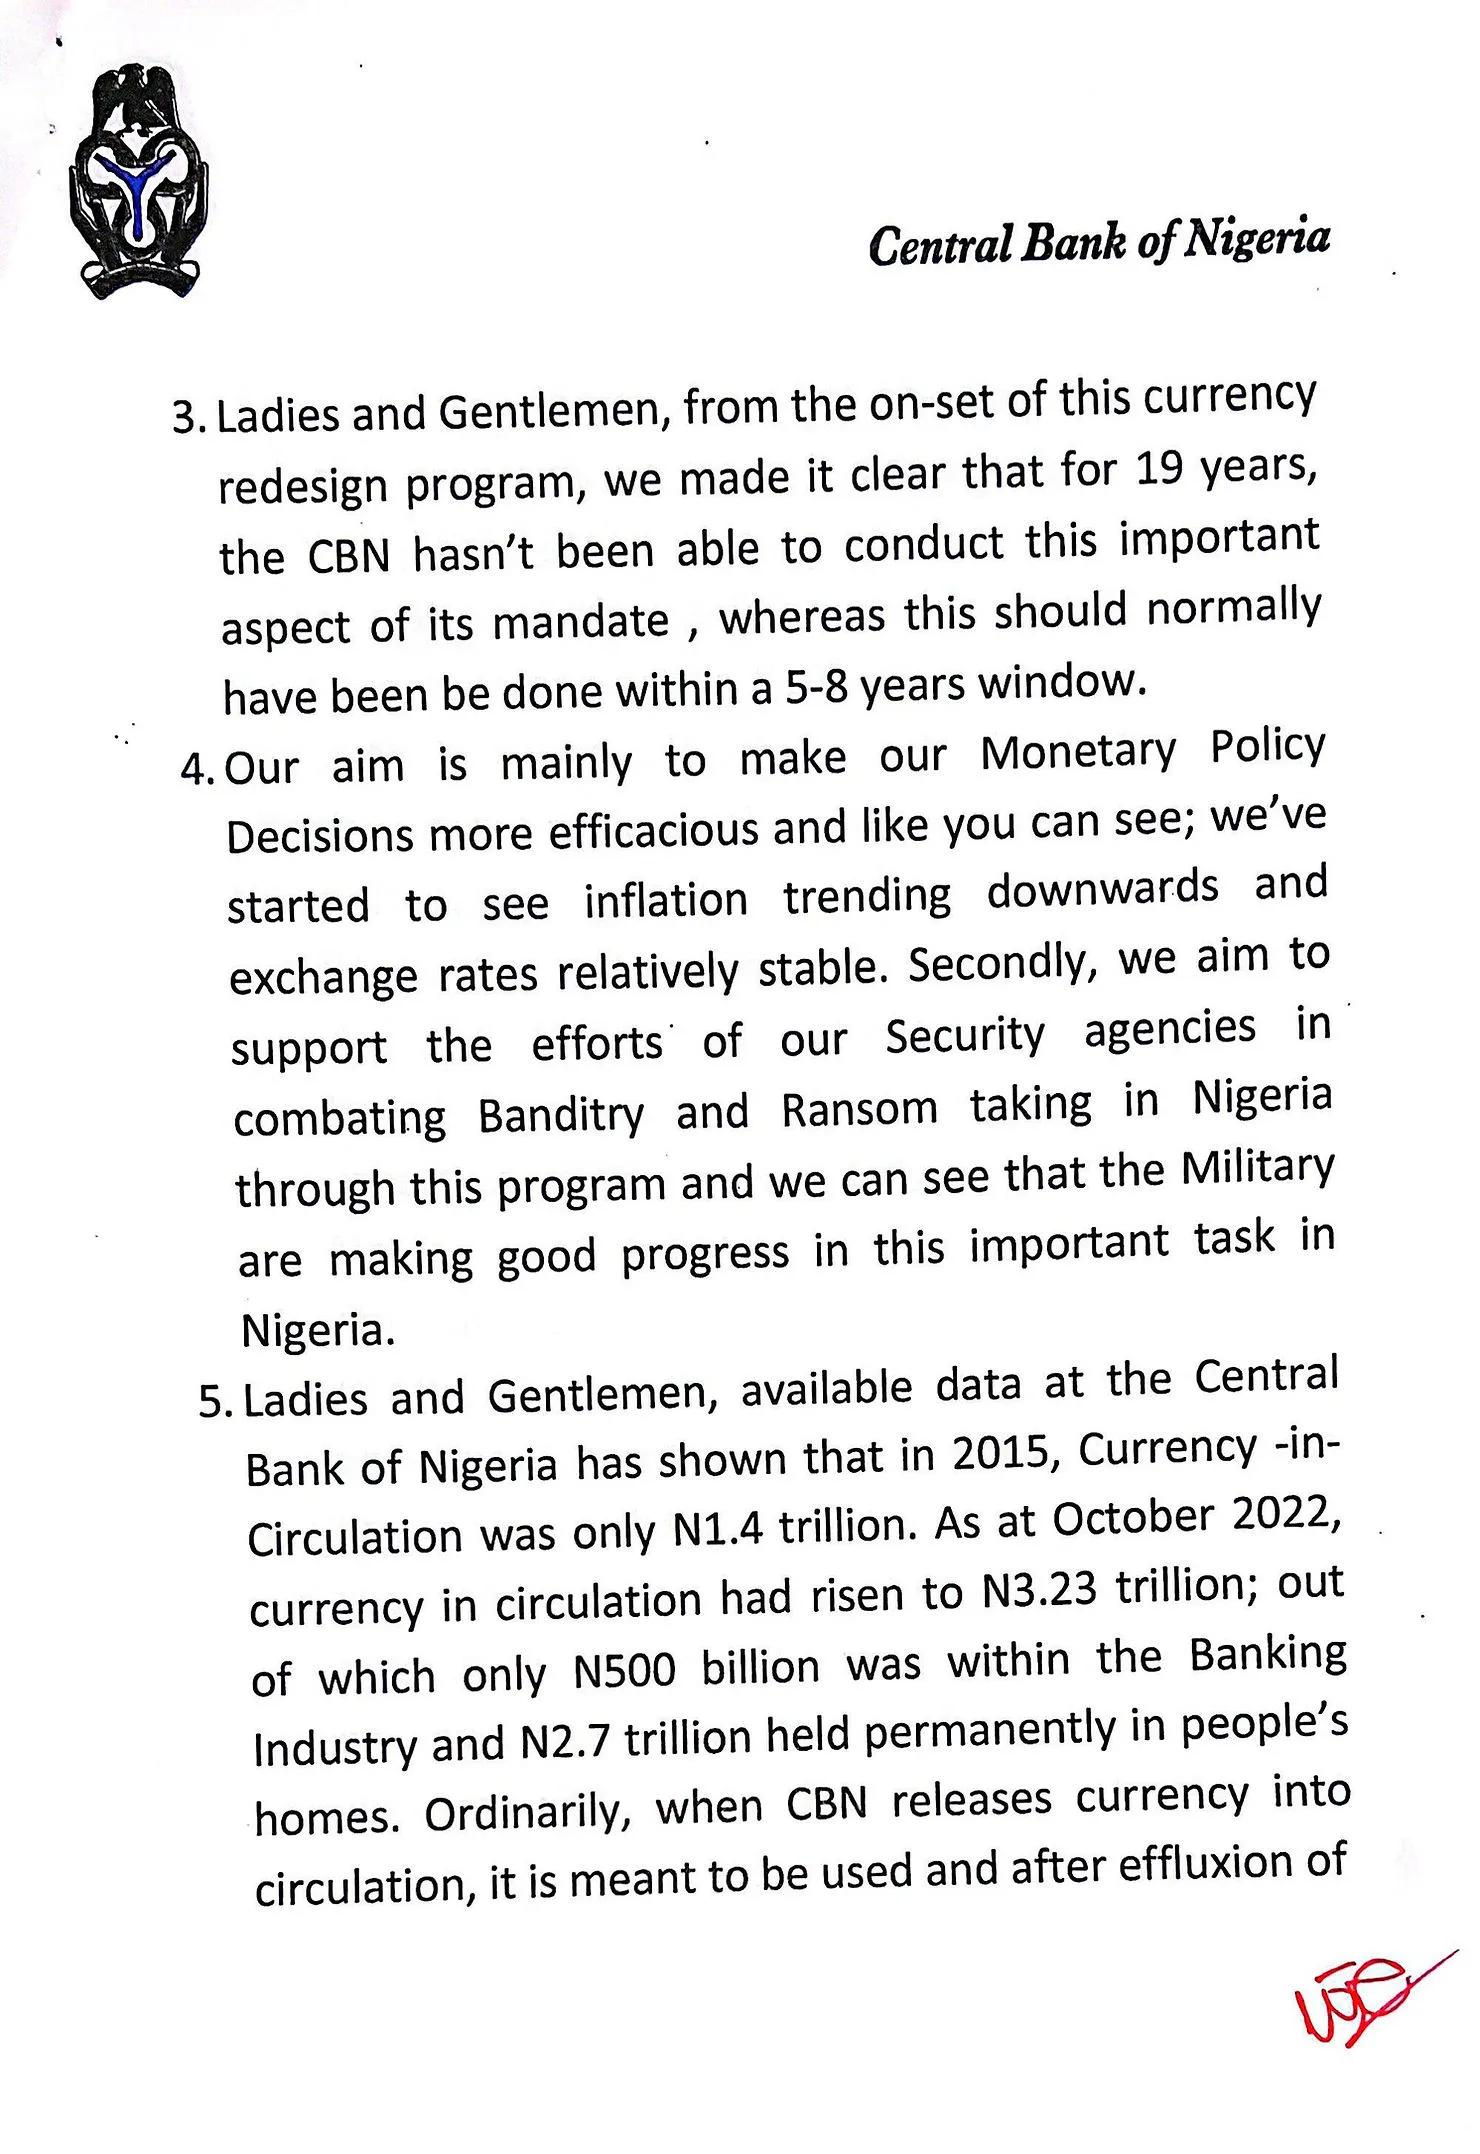 Central Bank of Nigeria
3. Ladies and Gentlemen, from the on-set of this currency
redesign program, we made it clear that for 19 years,
the CBN hasn't been able to conduct this important
aspect of its mandate , whereas this should normally
have been be done within a 5-8 years window.
4. Our aim is mainly to make our Monetary Policy
Decisions more efficacious and like you can see; we've
started to see inflation trending downwards and
exchange rates relatively stable. Secondly, we aim to
support the efforts of our Security agencies in
combating Banditry and Ransom taking in Nigeria
through this program and we can see that the Military
are making good progress in this important task in
Nigeria.
5. Ladies and Gentlemen, available data at the Central
Bank of Nigeria has shown that in 2015, Currency -in-
Circulation was only N1.4 trillion. As at October 2022,
currency in circulation had risen to N3.23 trillion; out
of which only N500 billion was within the Banking
Industry and N2.7 trillion held permanently in people's
homes. Ordinarily, when CBN releases currency into
circulation, it is meant to be used and after effluxion of